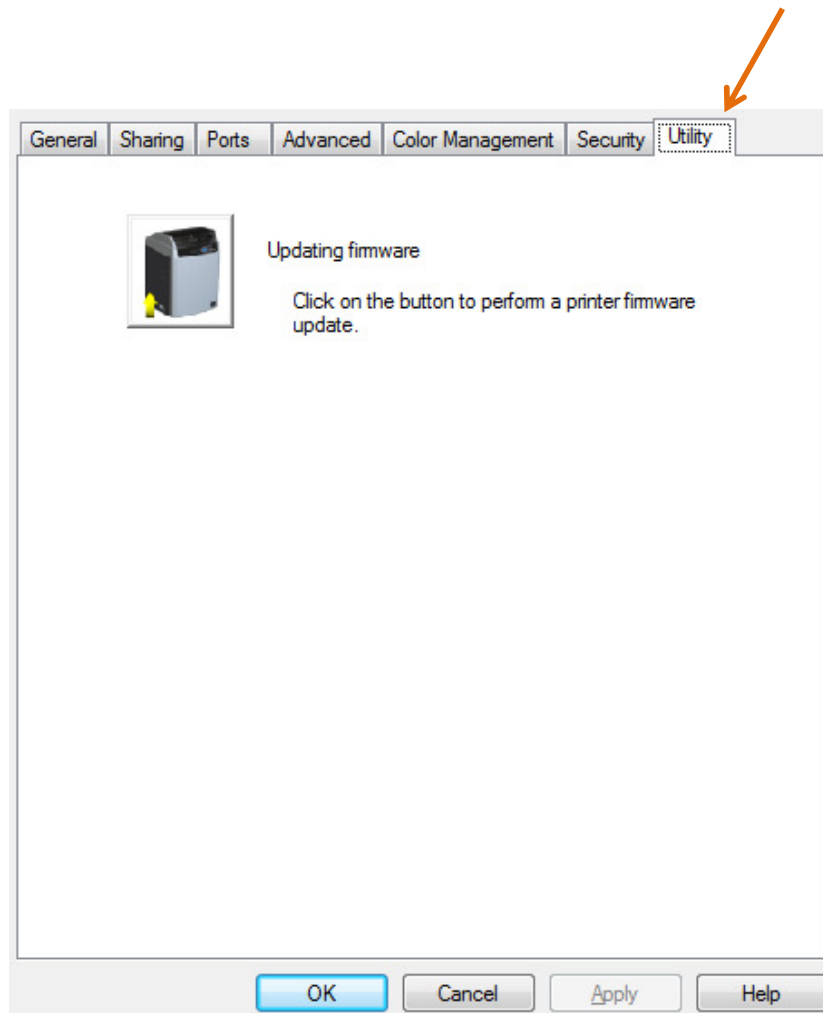 General Sharing Ports Advanced Color Management Security Utility
Updating firmware
Click on the button to perform a printer firmware
update.
OK Cancel Apply Help